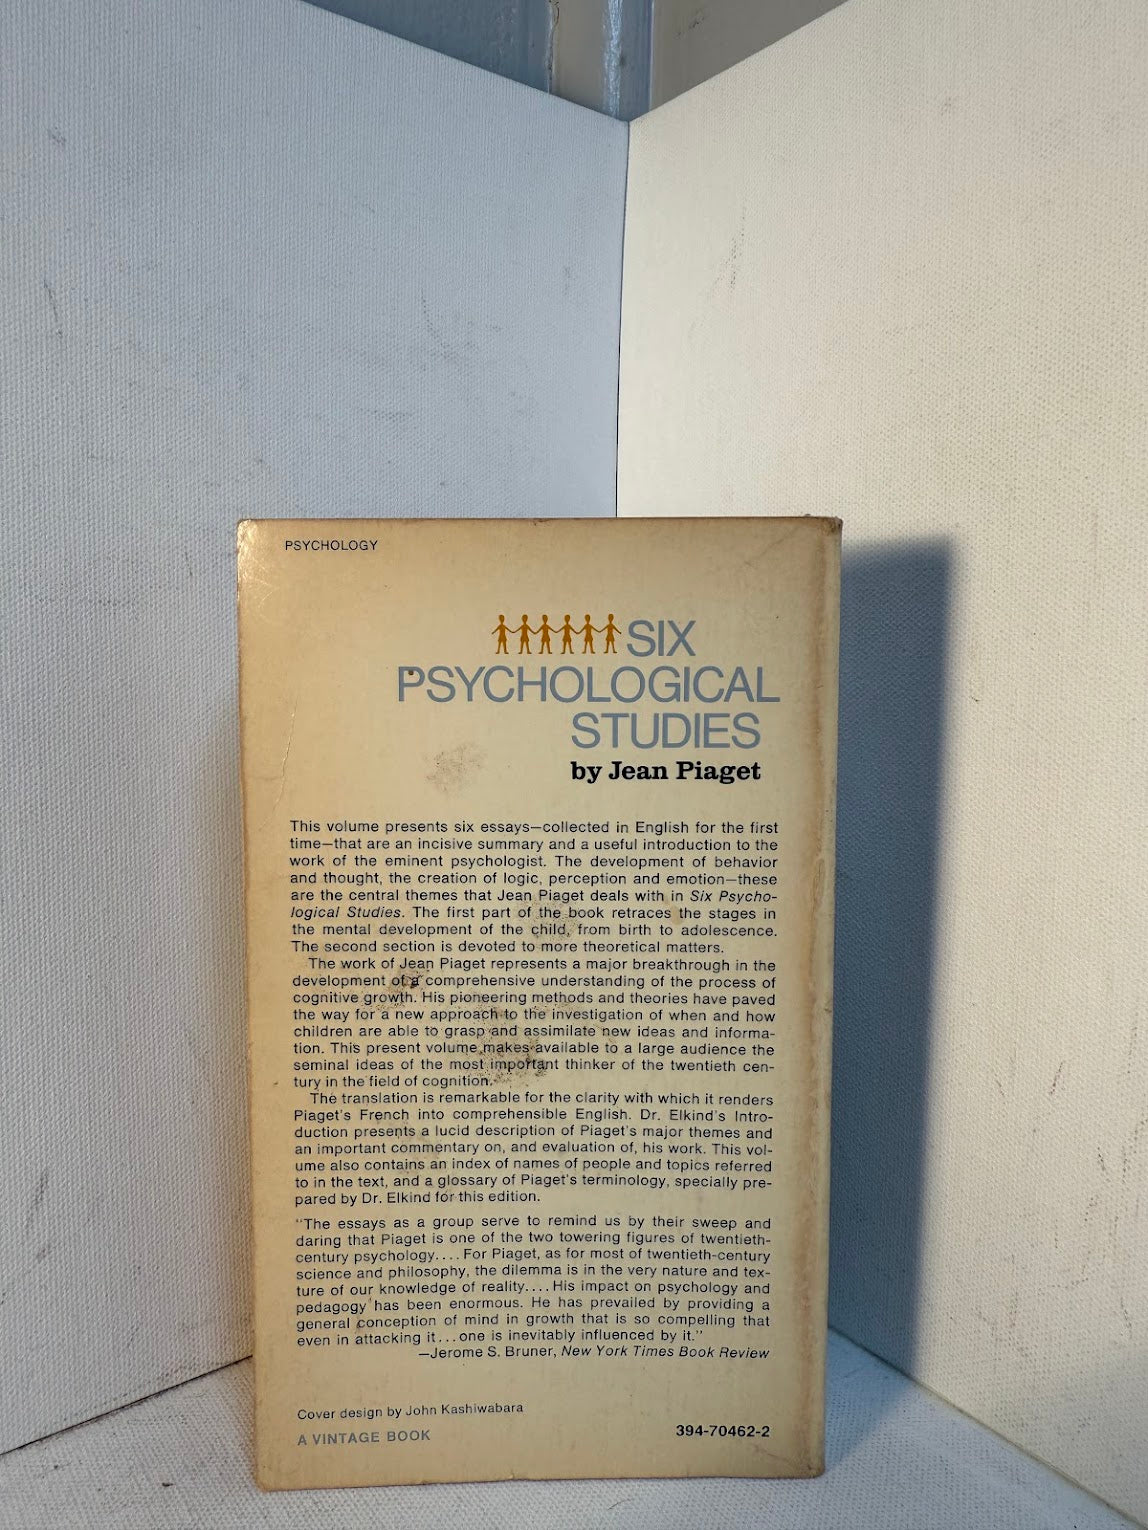 PSYCHOLOGY
SIX
PSYCHOLOGICAL
STUDIES
by Jean Piaget
This volume presents six essays—collected in English for the first
time—that are an incisive summary and a useful introduction to the
work of the eminent psychologist. The development of behavior
and thought, the creation of logic, perception and emotion—these
are the central themes that Jean Piaget deals with in Six Psycho-
logical Studies. The first part of the book retraces the stages in
the mental development of the child, from birth to adolescence.
The second section is devoted to more theoretical matters.
The work of Jean Piaget represents a major breakthrough in the
development of a comprehensive understanding of the process of
cognitive growth. His pioneering methods and theories have paved
the way for a new approach to the investigation of when and how
children are able to grasp and assimilate new ideas and informa-
tion. This present volume makes available to a large audience the
seminal ideas of the most important thinker of the twentieth cen-
tury in the field of cognition.
The translation is remarkable for the clarity with which it renders
Piaget's French into comprehensible English. Dr. Elkind's Intro-
duction presents a lucid description of Piaget's major themes and
an important commentary on, and evaluation of, his work. This vol-
ume also contains an index of names of people and topics referred
to in the text, and a glossary of Piaget's terminology, specially pre-
pared by Dr. Elkind for this edition.
"The essays as a group serve to remind us by their sweep and
daring that Piaget is one of the two towering figures of twentieth-
century psychology.... For Piaget, as for most of twentieth-century
science and philosophy, the dilemma is in the very nature and tex-
ture of our knowledge of reality.... His impact on psychology and
pedagogy has been enormous. He has prevailed by providing a
general conception of mind in growth that is so compelling that
even in attacking it...one is inevitably influenced by it."
—Jerome S. Bruner, New York Times Book Review
Cover design by John Kashiwabara
A VINTAGE BOOK
394-70462-2